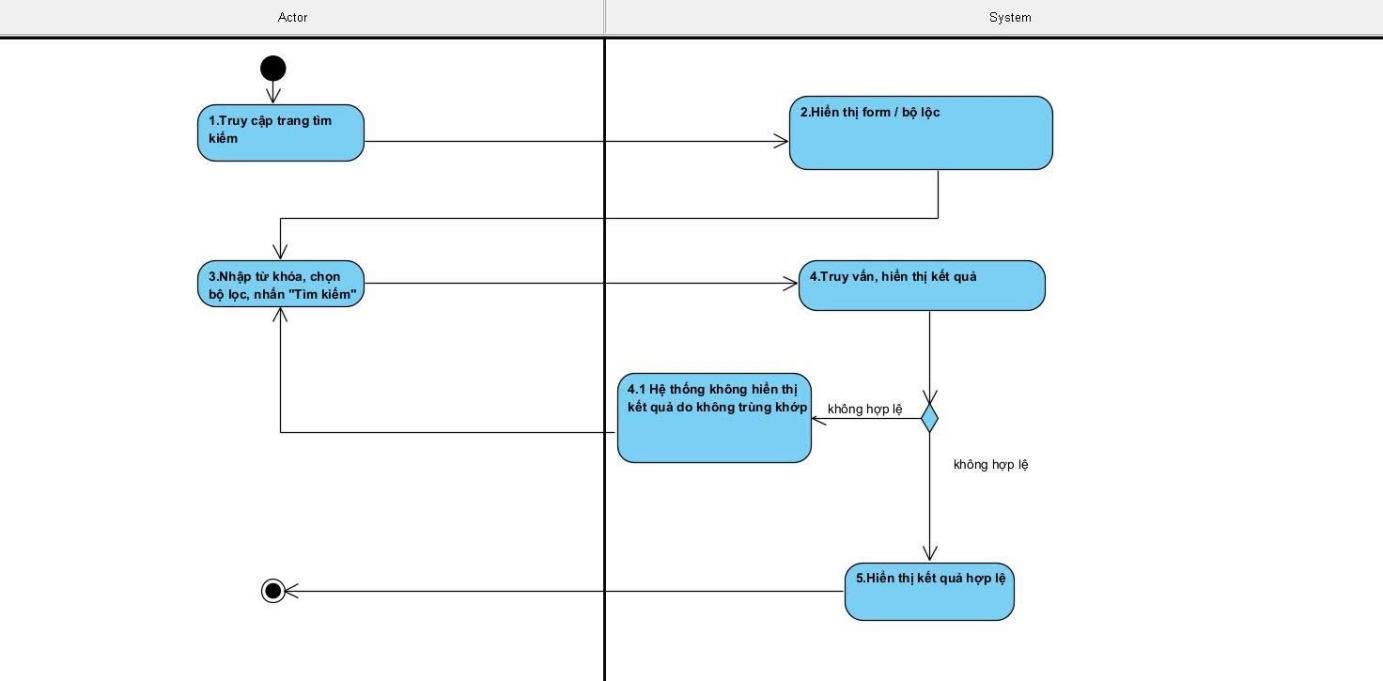 Actor
System
1.Truy cập trang tìm
kiếm
2.Hiển thị form / bộ lộc
3.Nhập từ khóa, chọn
bộ lọc, nhấn "Tìm kiếm"
4.Truy vấn, hiển thị kết quả
4.1 Hệ thống không hiển thị
kết quả do không trùng khớp
không hợp lệ
không hợp lệ
5.Hiển thị kết quả hợp lệ